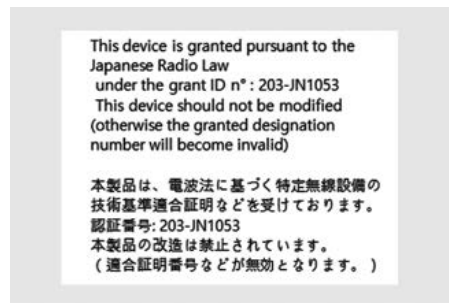 This device is granted pursuant to the
Japanese Radio Law
under the grant ID n° : 203-JN1053
This device should not be modified
(otherwise the granted designation
number will become invalid)
本製品は、電波法に基づく特定無線設備の
技術基準適合証明などを受けております。
認証番号: 203-JN1053
本製品の改造は禁止されています。
(適合証明番号などが無効となります。)